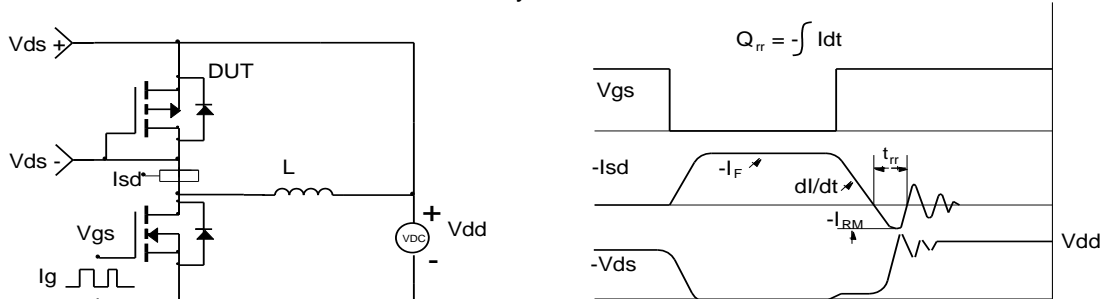 Vds +
DUT
Vds -
Isd
L
Vgs
+
VDC
Vdd
-
Ig
Qrr = -∫ Idt
Vgs
-Isd
-IF
dI/dt
trr
-IRM
Vdd
-Vds